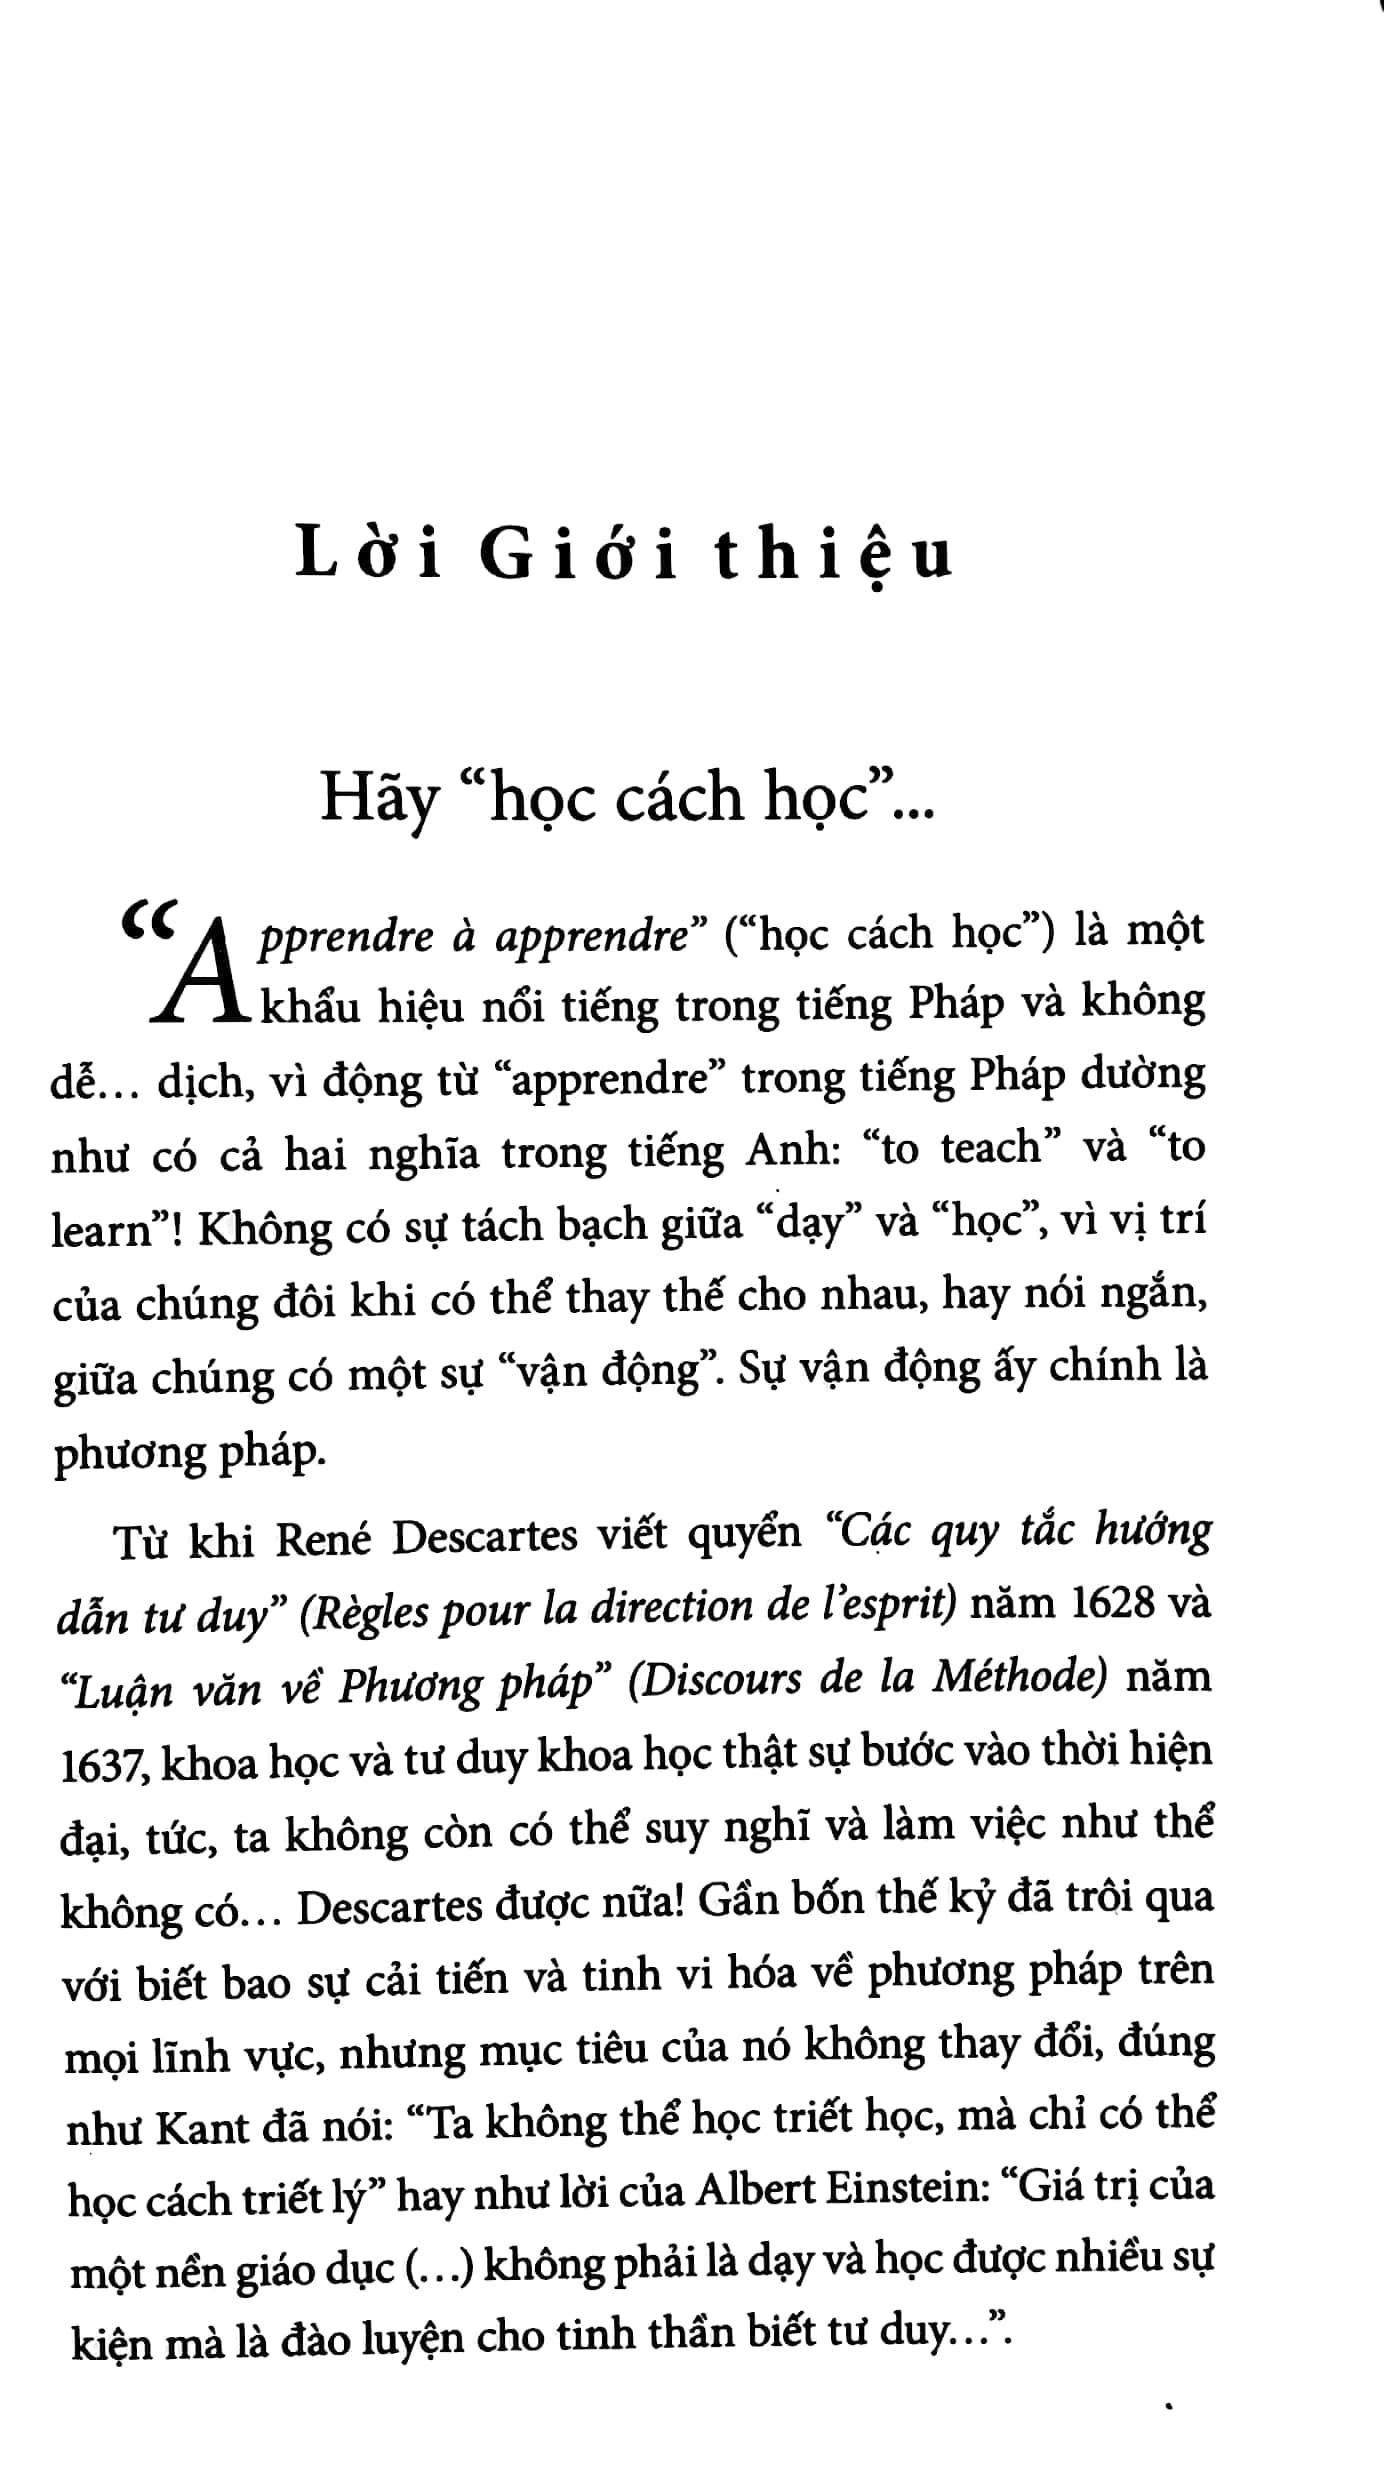 Lời Giới thiệu
Hãy “học cách học”...
“Apprendre à apprendre” (“học cách học”) là một
khẩu hiệu nổi tiếng trong tiếng Pháp và không
dễ… dịch, vì động từ “apprendre” trong tiếng Pháp dường
như có cả hai nghĩa trong tiếng Anh: “to teach” và “to
learn”! Không có sự tách bạch giữa “dạy” và “học”, vì vị trí
của chúng đôi khi có thể thay thế cho nhau, hay nói ngắn,
giữa chúng có một sự “vận động”. Sự vận động ấy chính là
phương pháp.
Từ khi René Descartes viết quyển “Các quy tắc hướng
dẫn tư duy” (Règles pour la direction de l’esprit) năm 1628 và
“Luận văn về Phương pháp” (Discours de la Méthode) năm
1637, khoa học và tư duy khoa học thật sự bước vào thời hiện
đại, tức, ta không còn có thể suy nghĩ và làm việc như thể
không có… Descartes được nữa! Gần bốn thế kỷ đã trôi qua
với biết bao sự cải tiến và tinh vi hóa về phương pháp trên
mọi lĩnh vực, nhưng mục tiêu của nó không thay đổi, đúng
như Kant đã nói: “Ta không thể học triết học, mà chỉ có thể
học cách triết lý” hay như lời của Albert Einstein: “Giá trị của
một nền giáo dục (…) không phải là dạy và học được nhiều sự
kiện mà là đào luyện cho tinh thần biết tư duy…”.